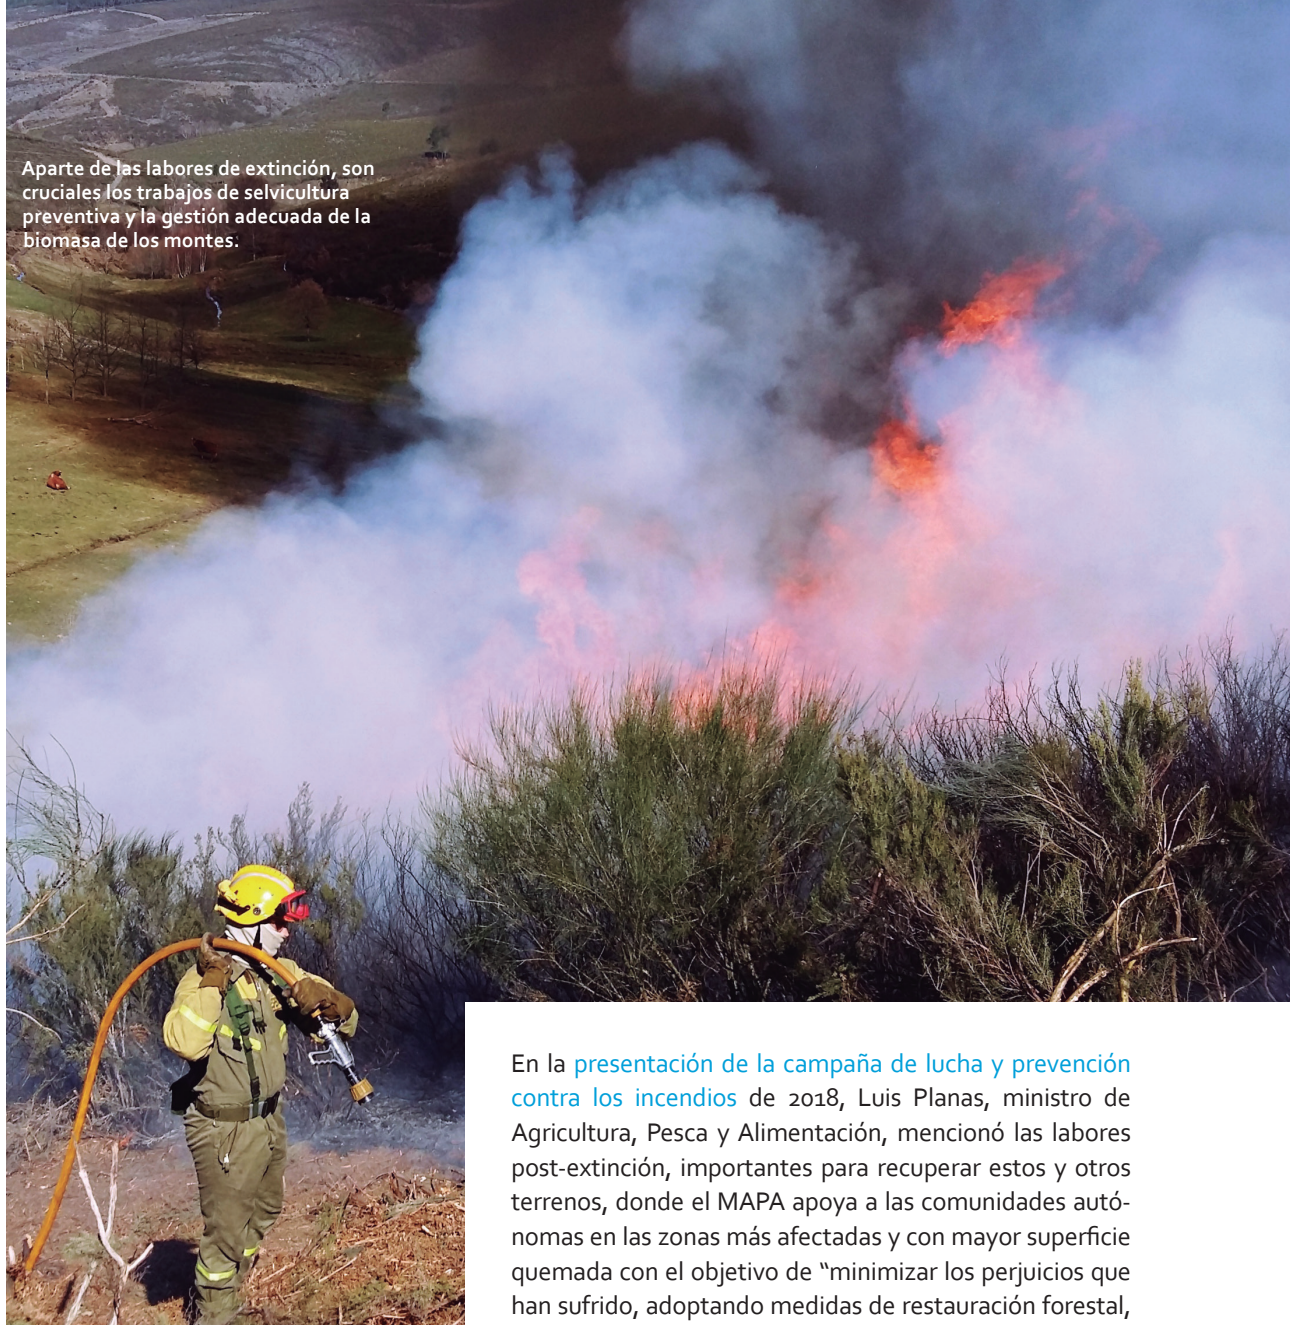 Aparte de las labores de extinción, son
cruciales los trabajos de selvicultura
preventiva y la gestión adecuada de la
biomasa de los montes.
En la presentación de la campaña de lucha y prevención
contra los incendios de 2018, Luis Planas, ministro de
Agricultura, Pesca y Alimentación, mencionó las labores
post-extinción, importantes para recuperar estos y otros
terrenos, donde el MAPA apoya a las comunidades autó-
nomas en las zonas más afectadas y con mayor superficie
quemada con el objetivo de “minimizar los perjuicios que
han sufrido, adoptando medidas de restauración forestal,